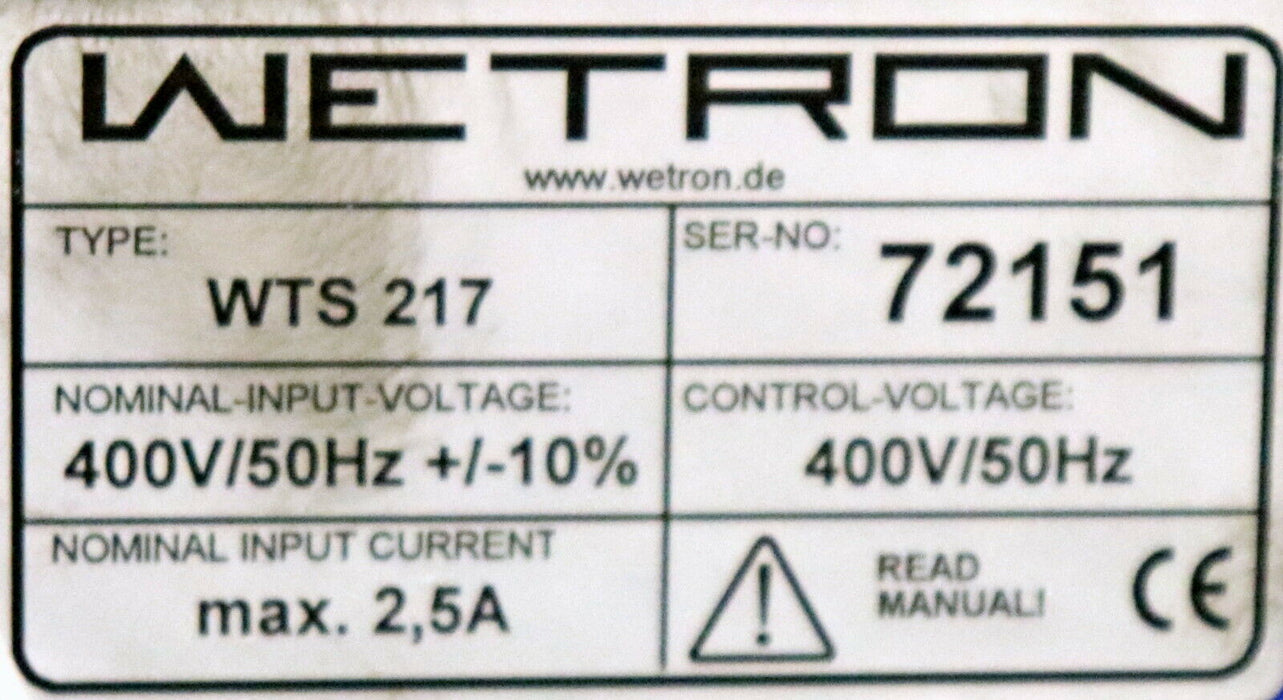 WETRON
www.wetron.de
TYPE:
WTS 217
SER-NO:
72151
NOMINAL-INPUT-VOLTAGE:
400V/50Hz +/-10%
CONTROL-VOLTAGE:
400V/50Hz
NOMINAL INPUT CURRENT
max. 2,5A
!
READ
MANUAL!
CE